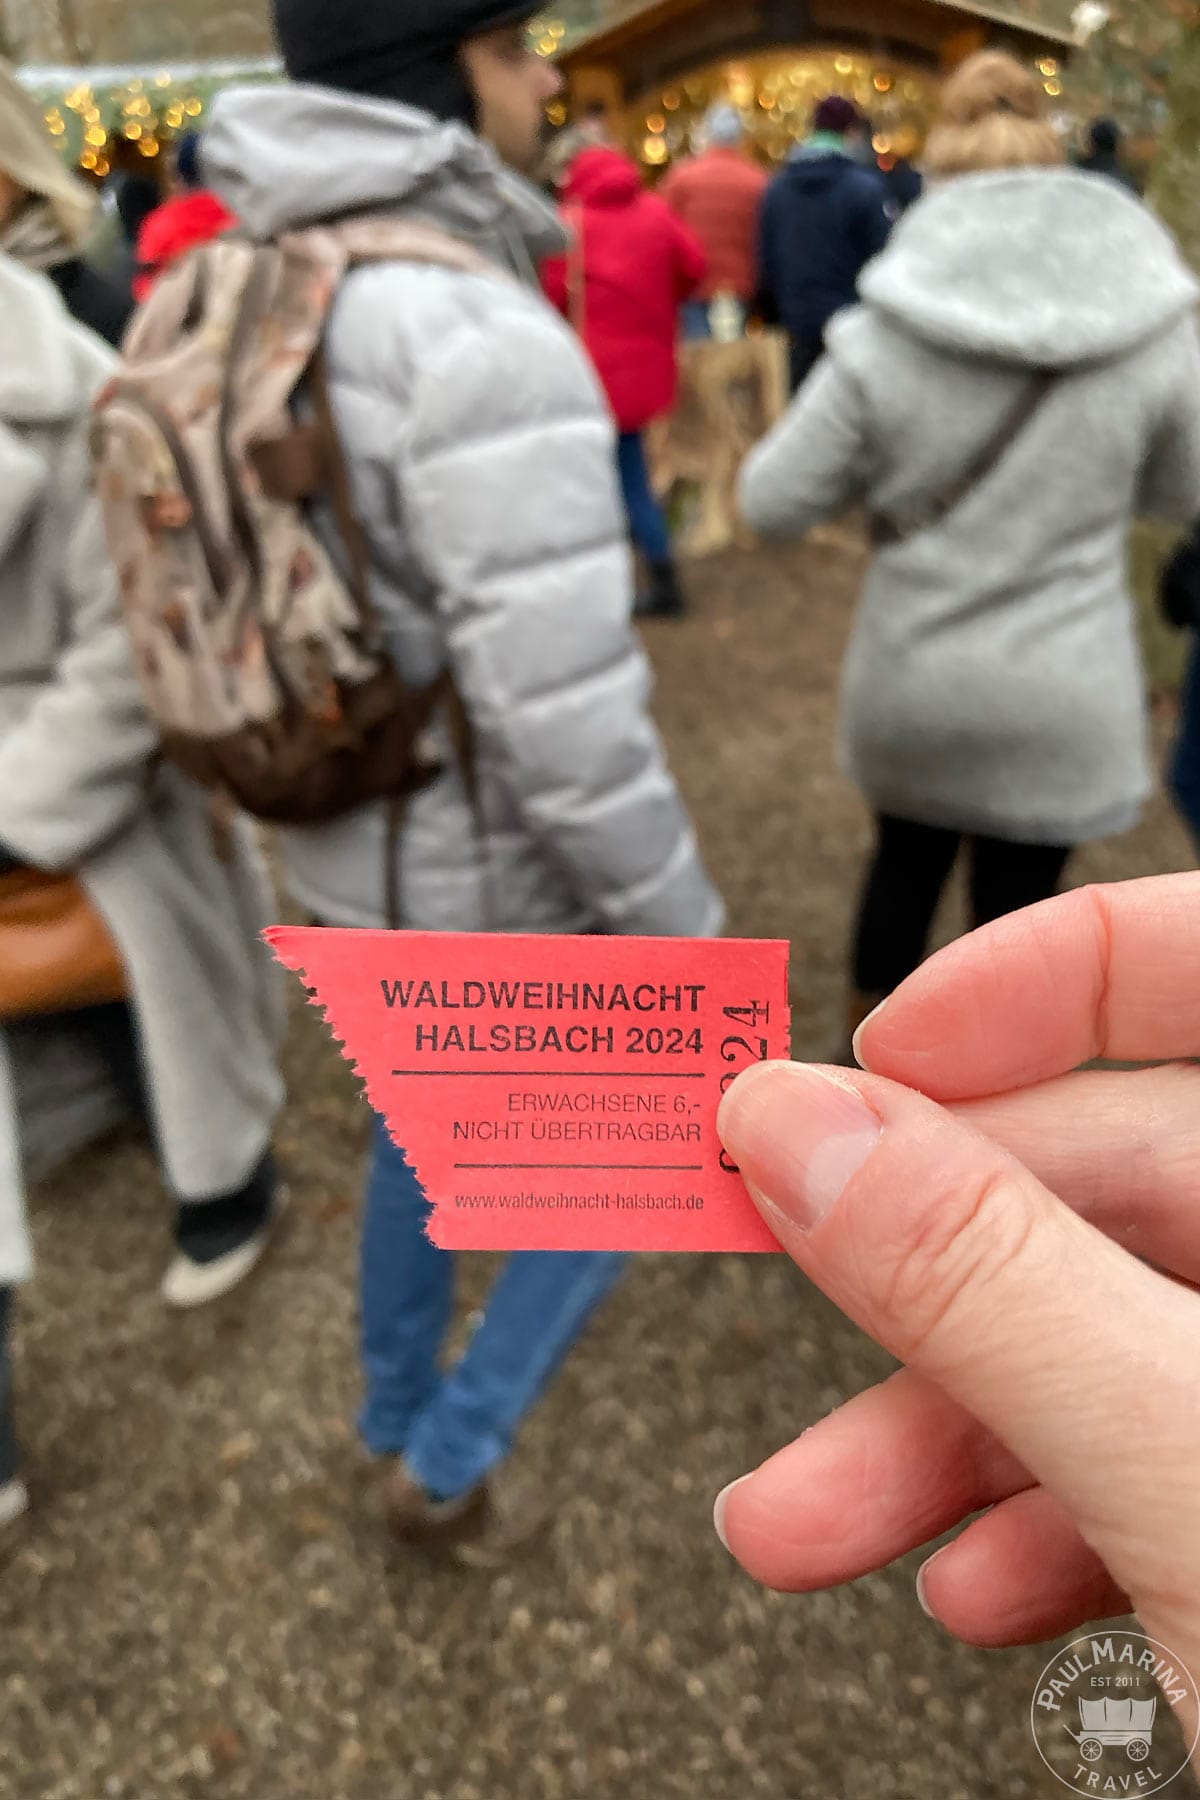 WALDWEIHNACHT
HALSBACH 2024
ERWACHSENE 6,-
NICHT ÜBERTRAGBAR
www.waldweihnacht-halsbach.de
PAULMARINA
EST 2011
TRAVEL